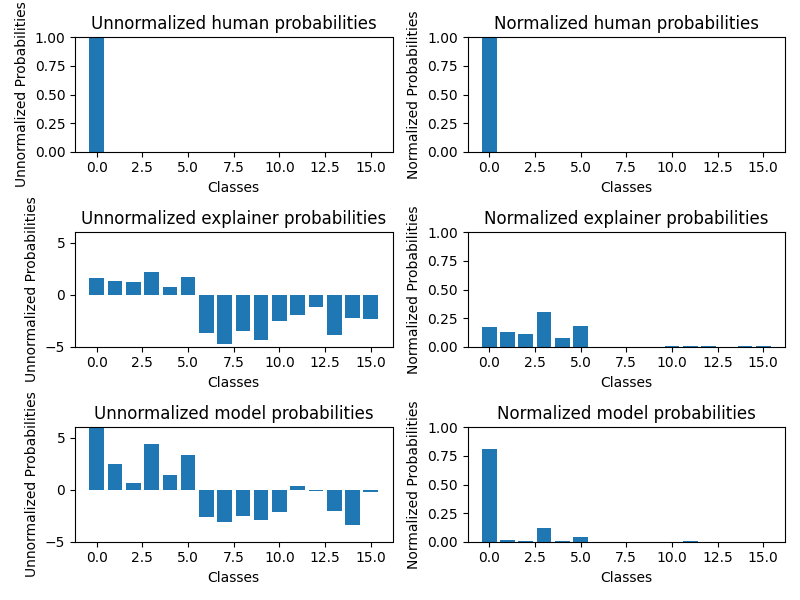 Unnormalized human probabilities
Unnormalized Probabilities
1.00
0.75
0.50
0.25
0.00
0.0 2.5 5.0 7.5 10.0 12.5 15.0
Classes
Normalized human probabilities
Normalized Probabilities
1.00
0.75
0.50
0.25
0.00
0.0 2.5 5.0 7.5 10.0 12.5 15.0
Classes
Unnormalized explainer probabilities
Unnormalized Probabilities
5
0
−5
0.0 2.5 5.0 7.5 10.0 12.5 15.0
Classes
Normalized explainer probabilities
Normalized Probabilities
1.00
0.75
0.50
0.25
0.00
0.0 2.5 5.0 7.5 10.0 12.5 15.0
Classes
Unnormalized model probabilities
Unnormalized Probabilities
5
0
−5
0.0 2.5 5.0 7.5 10.0 12.5 15.0
Classes
Normalized model probabilities
Normalized Probabilities
1.00
0.75
0.50
0.25
0.00
0.0 2.5 5.0 7.5 10.0 12.5 15.0
Classes